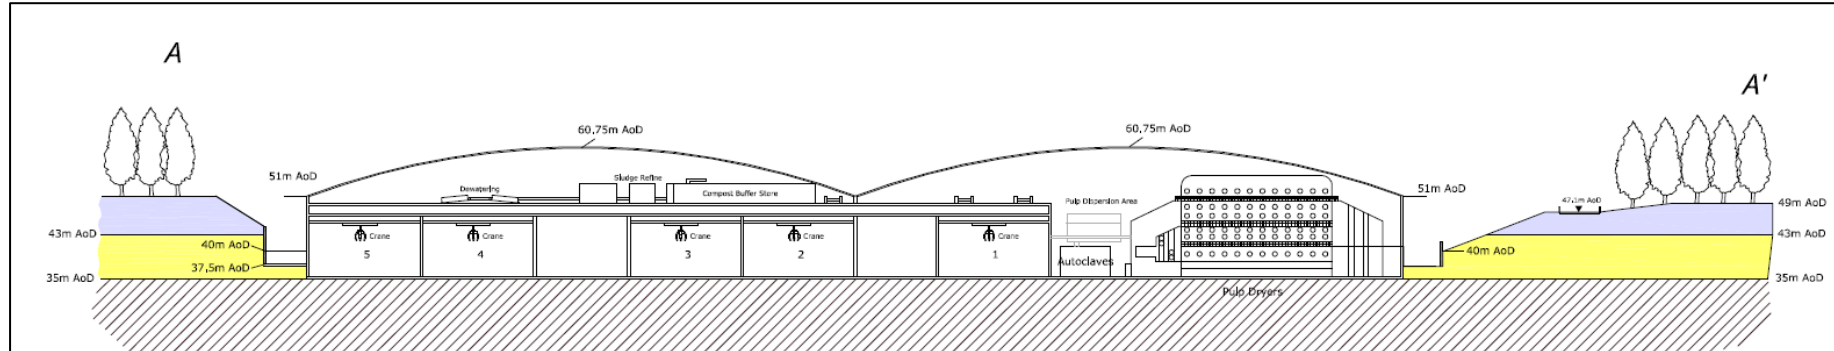 A
A'
60.75m AoD
60.75m AoD
51m AoD
Sludge Refine
Dewatering
Compost Buffer Store
Pulp Dispersion Area
51m AoD
47.1m AoD
49m AoD
43m AoD
40m AoD
37.5m AoD
35m AoD
Crane
Crane
Crane
Crane
Crane
5
4
3
2
1
Autoclaves
Pulp Dryers
43m AoD
40m AoD
35m AoD